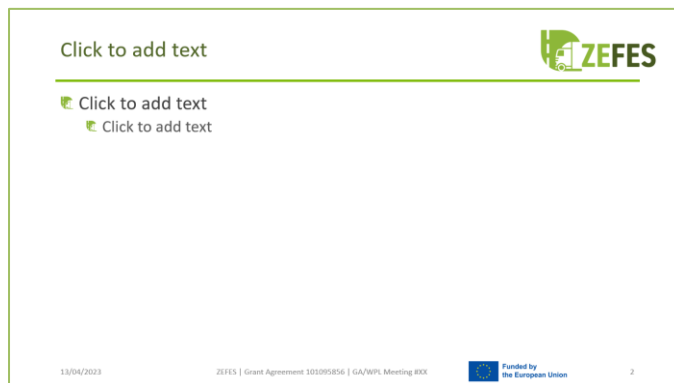 Click to add text
ZEFES
Click to add text
Click to add text
13/04/2023
ZEFES | Grant Agreement 101095856 | GA/WPL Meeting #XX
Funded by
the European Union
2